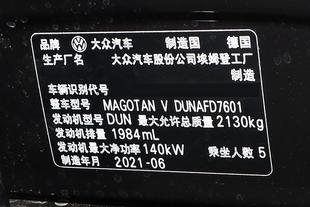 品牌 大众汽车 制造国 德国
生产厂名 大众汽车股份公司埃姆登工厂
车辆识别代号
整车型号 MAGOTAN V DUNAFD7601
发动机型号 DUN 最大允许总质量 2130kg
发动机排量 1984mL
发动机最大净功率 140kW 乘坐人数 5
制造年月 2021-06